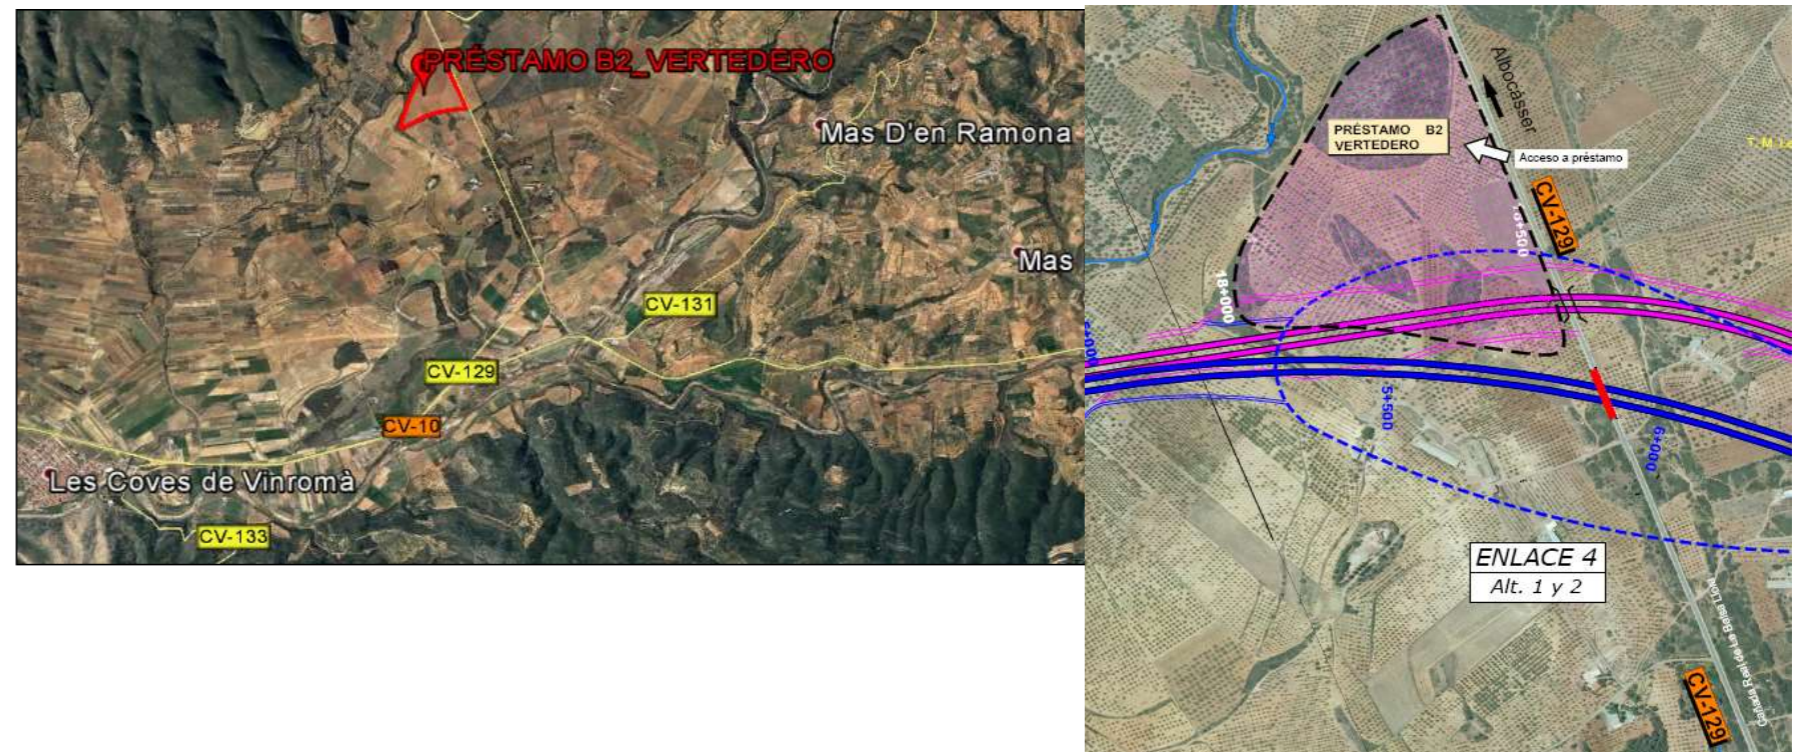 PRÉSTAMO B2_VERTEDERO
Mas D'en Ramona
Mas
CV-131
CV-129
CV-10
Les Coves de Vinromà
CV-133
Albocàsser
PRÉSTAMO B2
VERTEDERO
Acceso a préstamo
CV-129
18+000
5+500
6+000
ENLACE 4
Alt. 1 y 2
CV-129